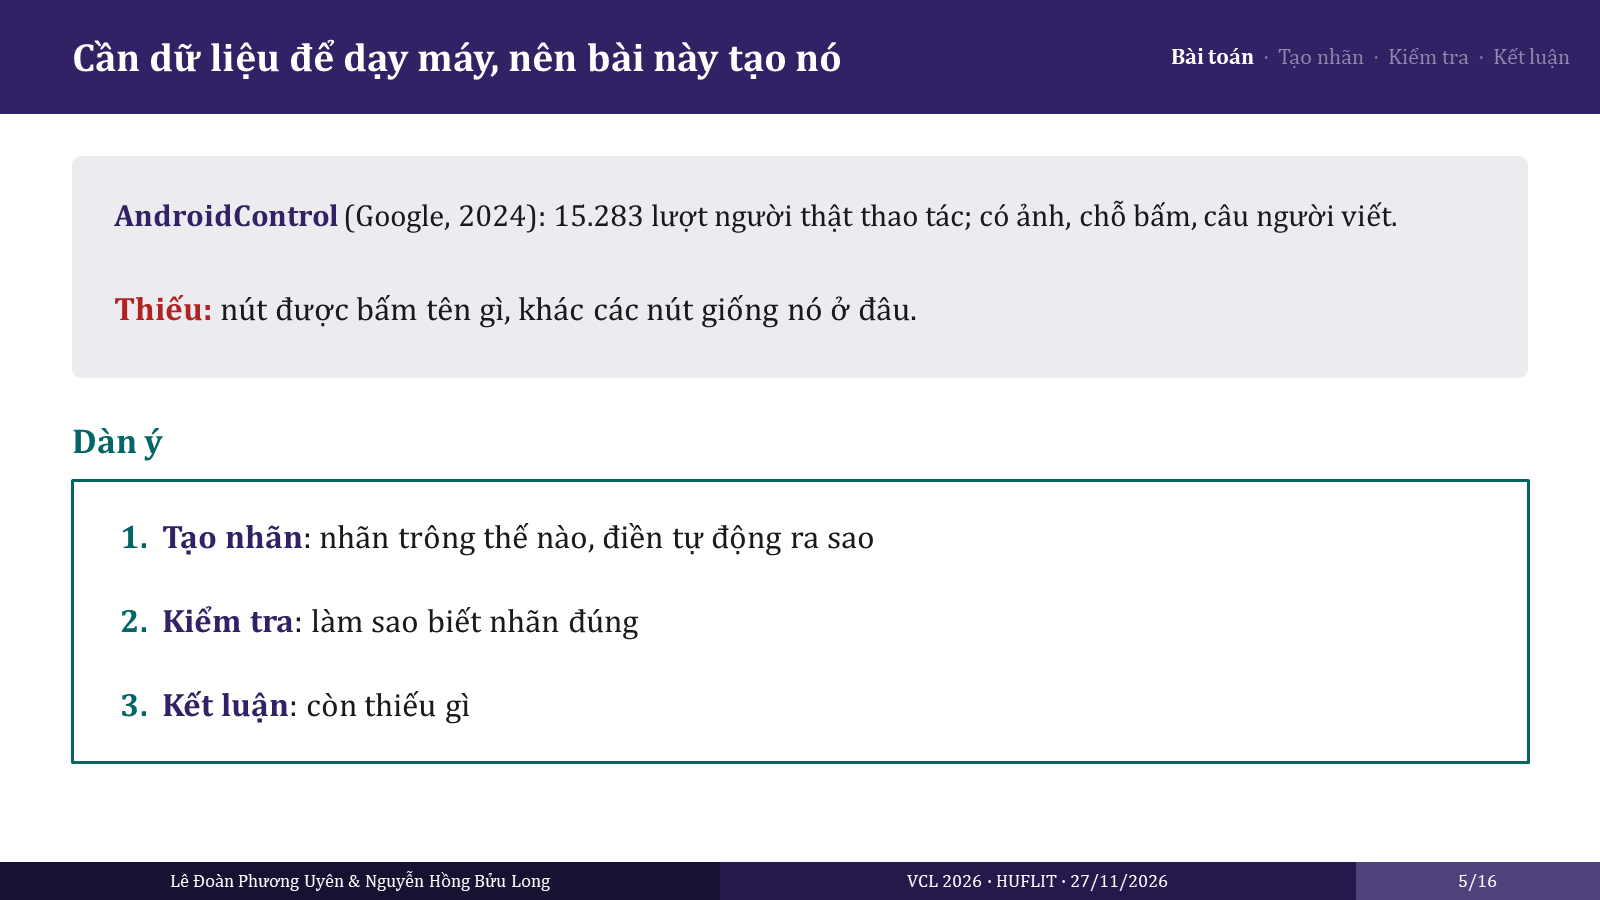 Cần dữ liệu để dạy máy, nên bài này tạo nó
Bài toán · Tạo nhãn · Kiểm tra · Kết luận
AndroidControl (Google, 2024): 15.283 lượt người thật thao tác; có ảnh, chỗ bấm, câu người viết.
Thiếu: nút được bấm tên gì, khác các nút giống nó ở đâu.
Dàn ý
1. Tạo nhãn: nhãn trông thế nào, điền tự động ra sao
2. Kiểm tra: làm sao biết nhãn đúng
3. Kết luận: còn thiếu gì
Lê Đoàn Phương Uyên & Nguyễn Hồng Bửu Long
VCL 2026 · HUFLIT · 27/11/2026
5/16